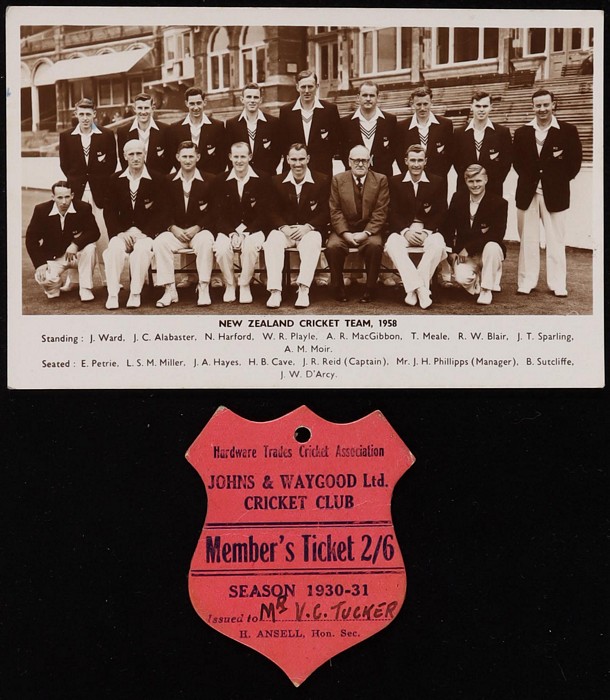 NEW ZEALAND CRICKET TEAM, 1958
Standing : J. Ward, J. C. Alabaster, N. Harford, W. R. Playle, A. R. MacGibbon, T. Meale, R. W. Blair, J. T. Sparling,
A. M. Moir.
Seated : E. Petrie, L. S. M. Miller, J. A. Hayes, H. B. Cave, J. R. Reid (Captain), Mr. J. H. Phillipps (Manager), B. Sutcliffe,
J. W. D'Arcy.
Hardware Trades Cricket Association
JOHNS & WAYGOOD Ltd.
CRICKET CLUB
Member's Ticket 2/6
SEASON 1930-31
Issued to MR V.C. TUCKER
H. ANSELL, Hon. Sec.